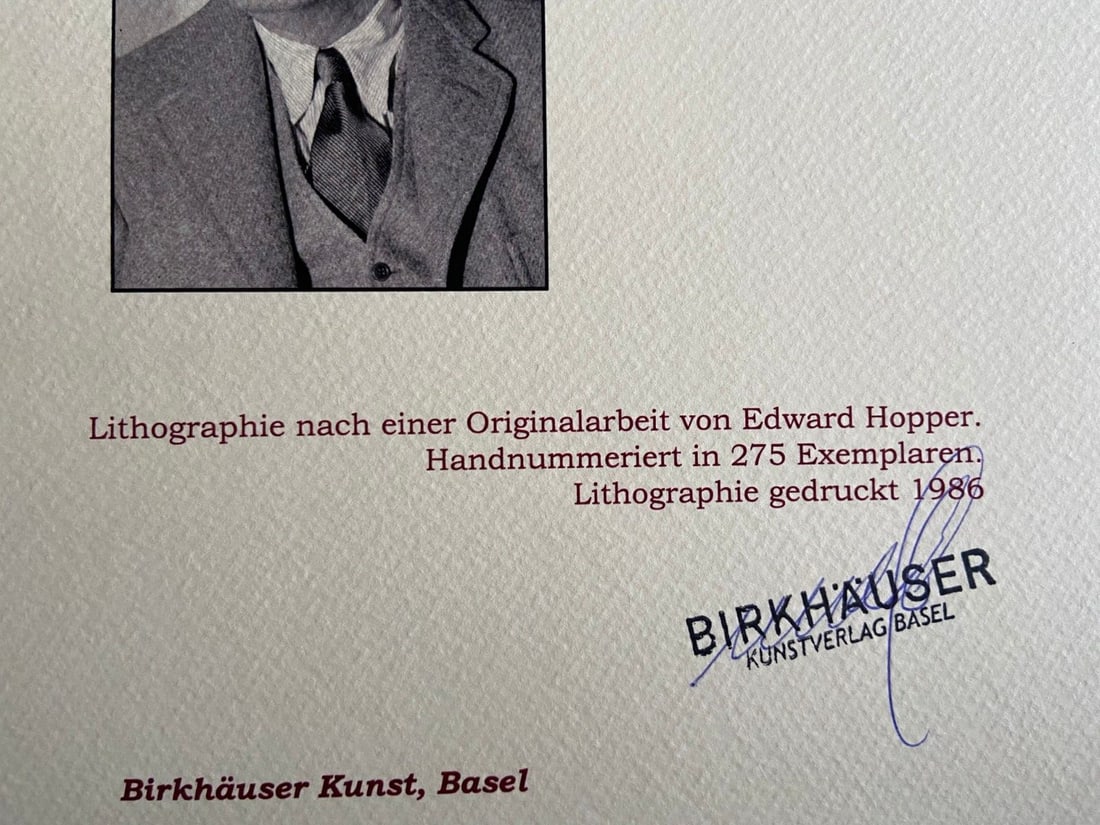 Lithographie nach einer Originalarbeit von Edward Hopper.
Handnummeriert in 275 Exemplaren.
Lithographie gedruckt 1986
BIRKHÄUSER
KUNSTVERLAG BASEL
Birkhäuser Kunst, Basel